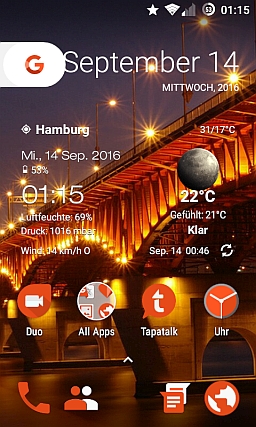 53 01:15
G
September 14
MITTWOCH, 2016
Hamburg 31/17°C
Mi., 14 Sep. 2016
53%
01:15 22°C
Luftfeuchte: 69% Gefühlt: 21°C
Druck: 1016 mbar Klar
Wind: 14 km/h O Sep. 14 00:46
Duo All Apps Tapatalk Uhr